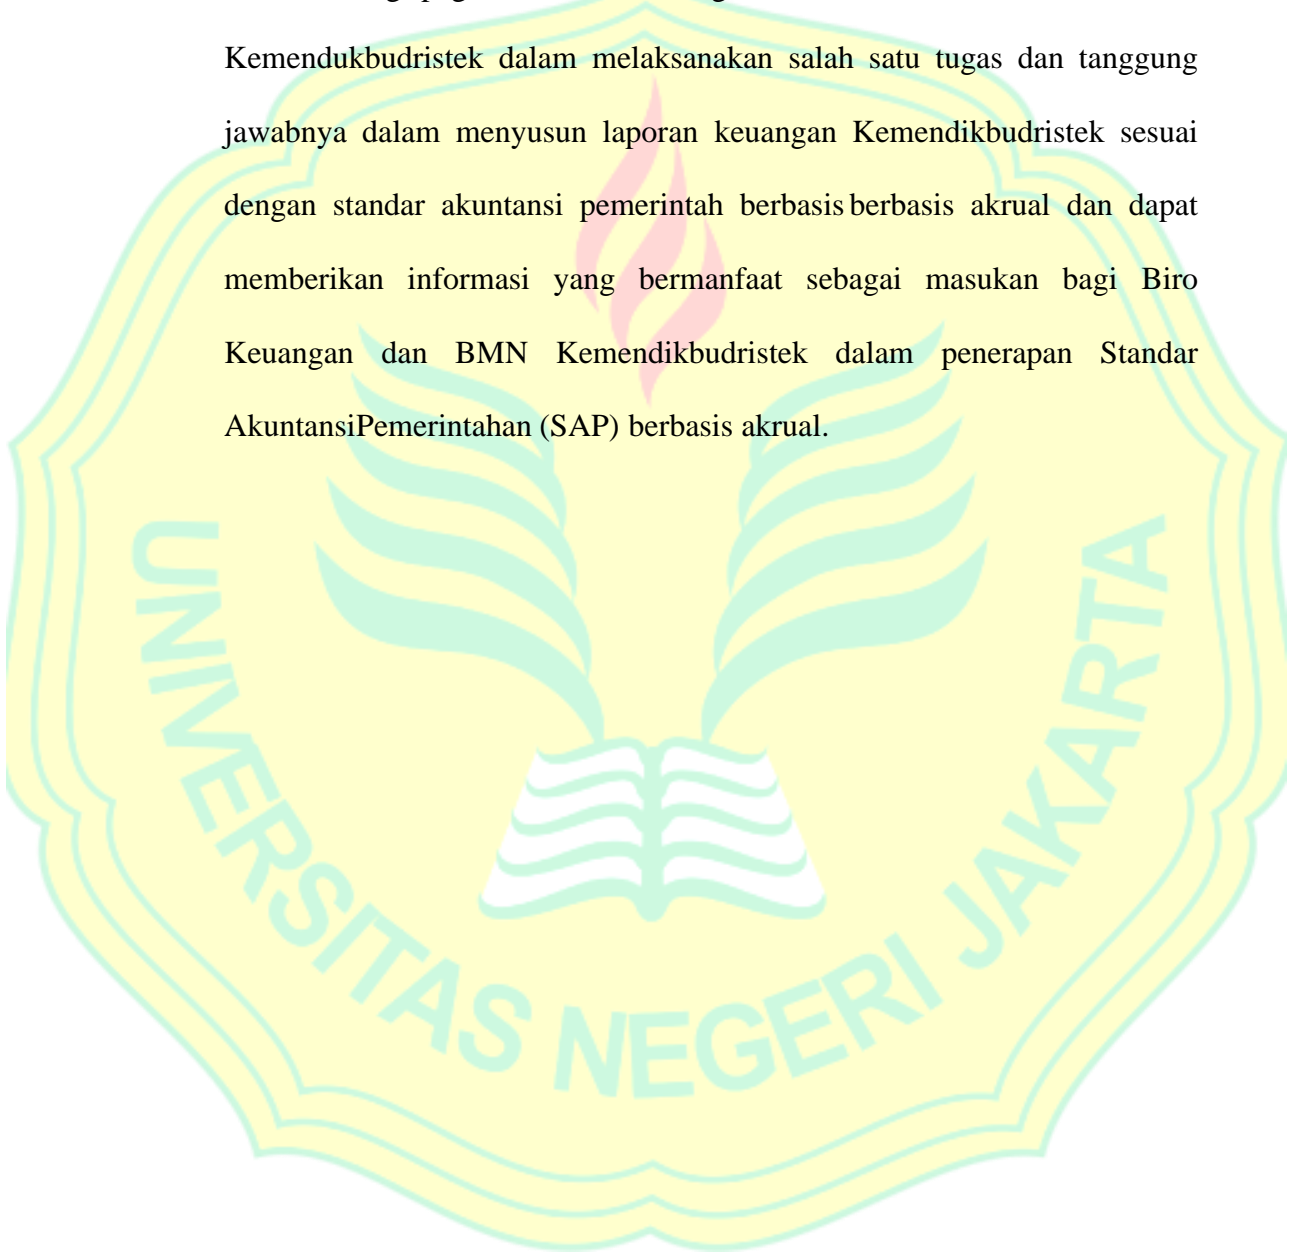 Kemendukbudristek dalam melaksanakan salah satu tugas dan tanggung
jawabnya dalam menyusun laporan keuangan Kemendikbudristek sesuai
dengan standar akuntansi pemerintah berbasis berbasis akrual dan dapat
memberikan informasi yang bermanfaat sebagai masukan bagi Biro
Keuangan dan BMN Kemendikbudristek dalam penerapan Standar
AkuntansiPemerintahan (SAP) berbasis akrual.
UNIVERSITAS NEGERI JAKARTA